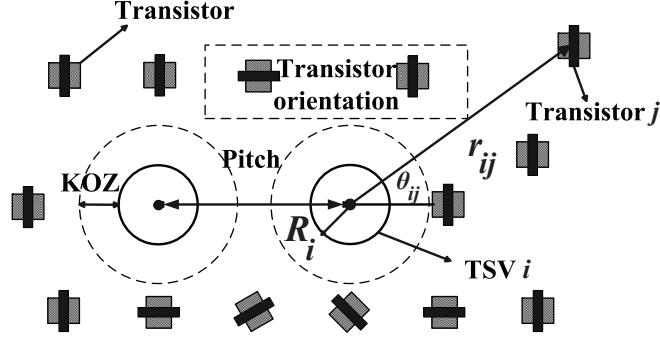 Transistor
Transistor
orientation
Transistor j
r_ij
Pitch
KOZ
θ_ij
R_i
TSV i